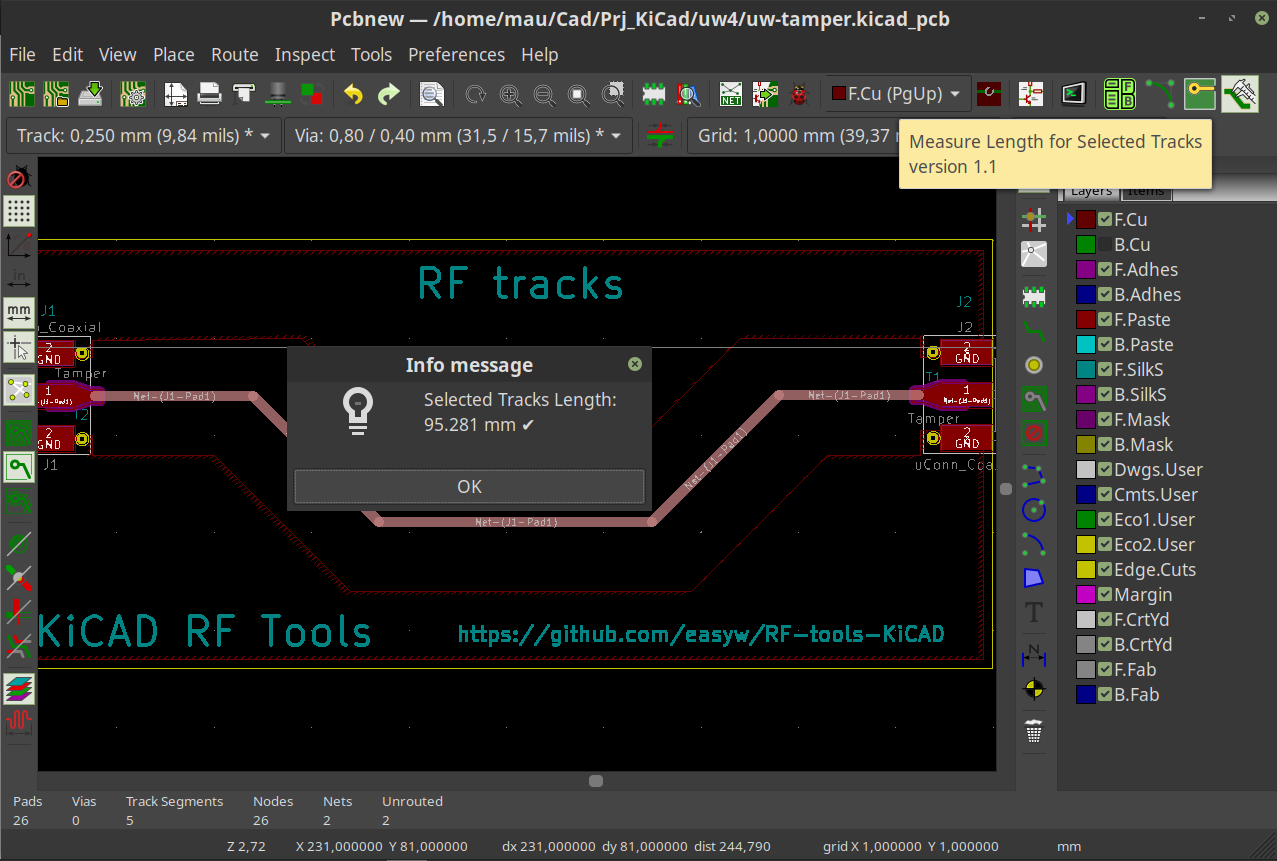 Pcbnew — /home/mau/Cad/Prj_KiCad/uw4/uw-tamper.kicad_pcb
File Edit View Place Route Inspect Tools Preferences Help
NET
F.Cu (PgUp)
Track: 0,250 mm (9,84 mils) *
Via: 0,80 / 0,40 mm (31,5 / 15,7 mils) *
Grid: 1,0000 mm (39,37
Measure Length for Selected Tracks
version 1.1
Layers Items
in
mm
F.Cu
B.Cu
F.Adhes
B.Adhes
F.Paste
B.Paste
F.SilkS
B.SilkS
F.Mask
B.Mask
Dwgs.User
Cmts.User
Eco1.User
Eco2.User
Edge.Cuts
Margin
F.CrtYd
B.CrtYd
F.Fab
B.Fab
RF tracks
J1
_Coaxial
2
GND
Tamper
1
(J1-Pad1)
2
GND
J1
Net-(J1-Pad1)
Info message
Selected Tracks Length:
95.281 mm ✔
OK
Net-(J1-Pad1)
Net-(J1-Pad1)
Net-(J1-Pad1)
J2
J2
2
GND
T1
1
Net-(J1-Pad1)
Tamper
2
GND
uConn_Coa
KiCAD RF Tools
https://github.com/easyw/RF-tools-KiCAD
Pads Vias Track Segments Nodes Nets Unrouted
26 0 5 26 2 2
Z 2,72 X 231,000000 Y 81,000000 dx 231,000000 dy 81,000000 dist 244,790 grid X 1,000000 Y 1,000000 mm